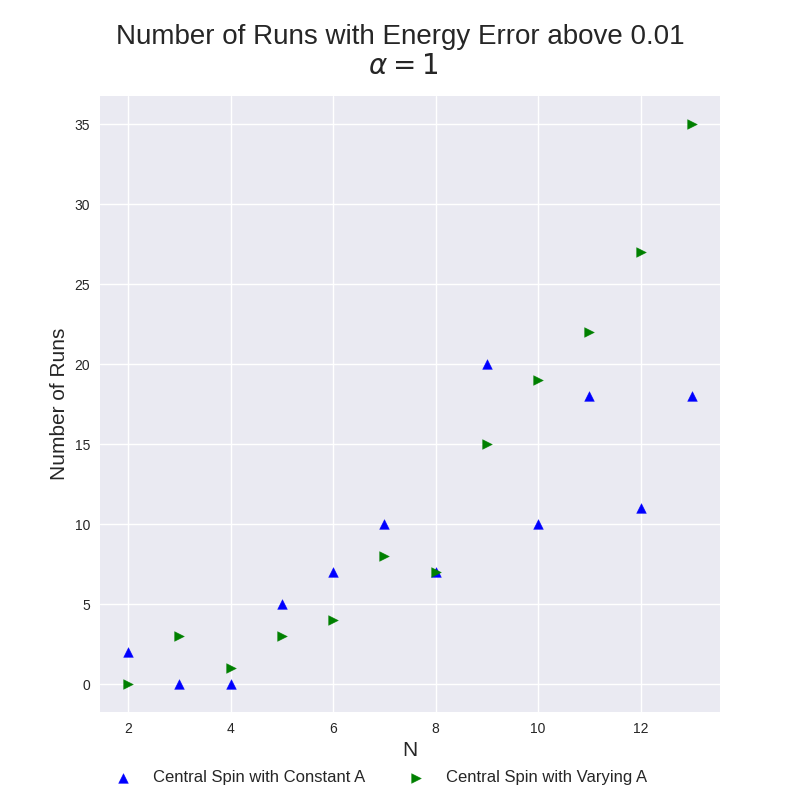 Number of Runs with Energy Error above 0.01
α = 1
35
30
25
20
15
10
5
0
Number of Runs
2 4 6 8 10 12
N
Central Spin with Constant A Central Spin with Varying A